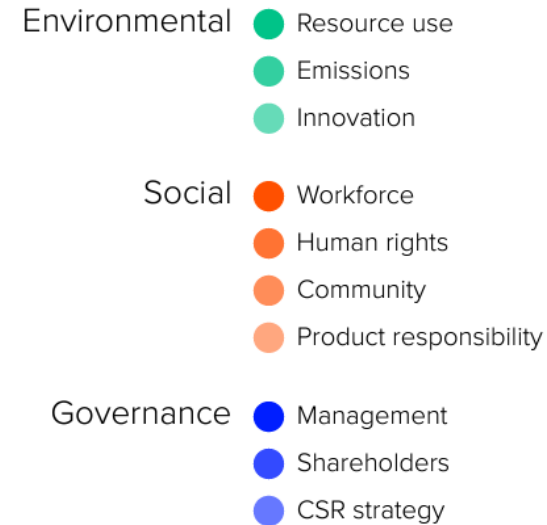 Environmental Resource use
Emissions
Innovation
Social Workforce
Human rights
Community
Product responsibility
Governance Management
Shareholders
CSR strategy